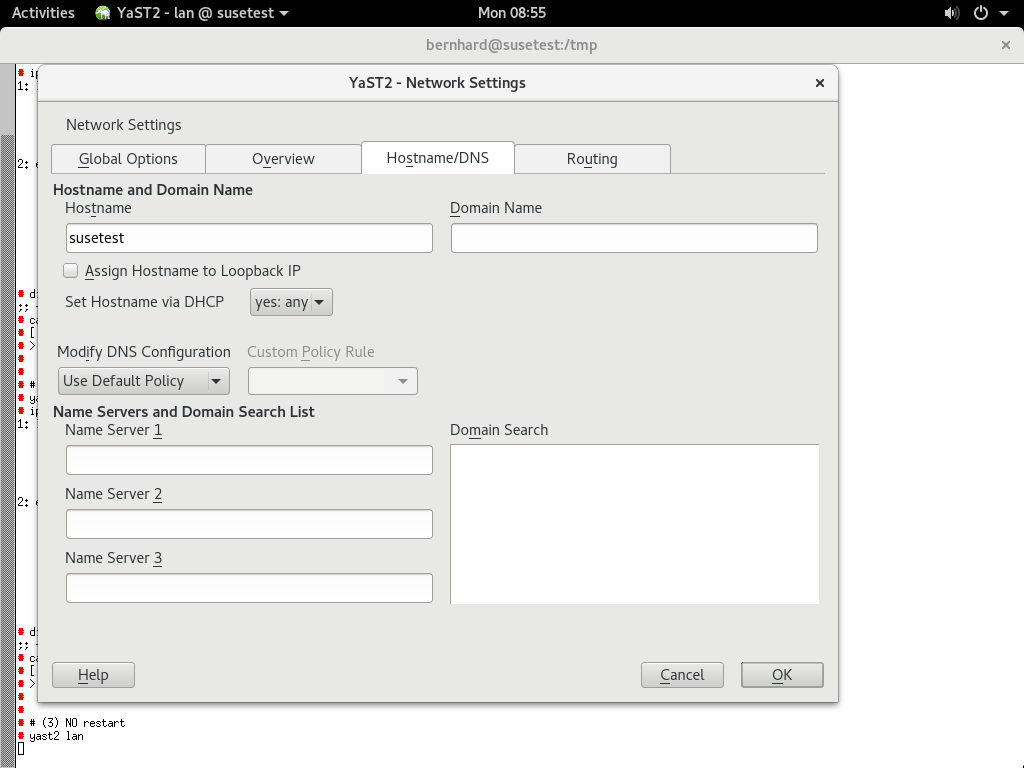 Activities YaST2 - lan @ susetest Mon 08:55
bernhard@susetest:/tmp ×
YaST2 - Network Settings ×
Network Settings
Global Options Overview Hostname/DNS Routing
Hostname and Domain Name
Hostname Domain Name
susetest
Assign Hostname to Loopback IP
Set Hostname via DHCP yes: any
Modify DNS Configuration Custom Policy Rule
Use Default Policy
Name Servers and Domain Search List
Name Server 1 Domain Search
Name Server 2
Name Server 3
Help Cancel OK
# (3) NO restart
yast2 lan